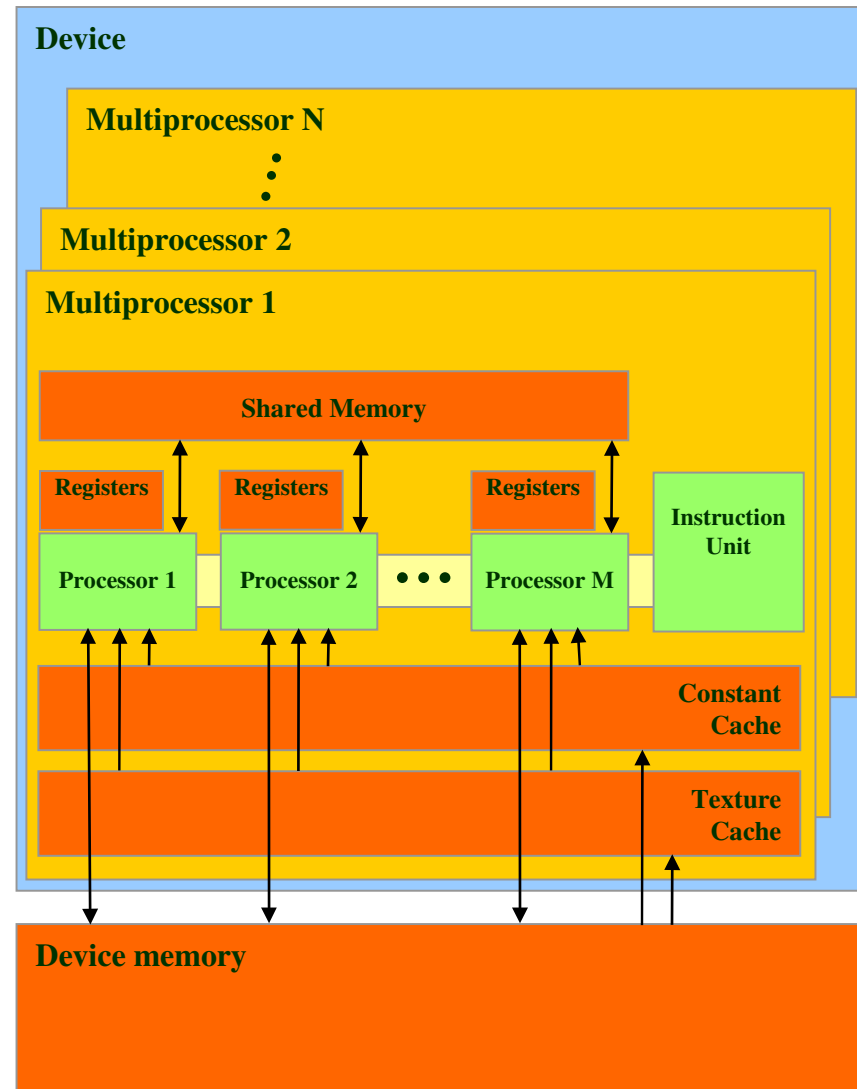 Device
Multiprocessor N
Multiprocessor 2
Multiprocessor 1
Shared Memory
Registers
Registers
Registers
Instruction
Unit
Processor 1
Processor 2
Processor M
Constant
Cache
Texture
Cache
Device memory